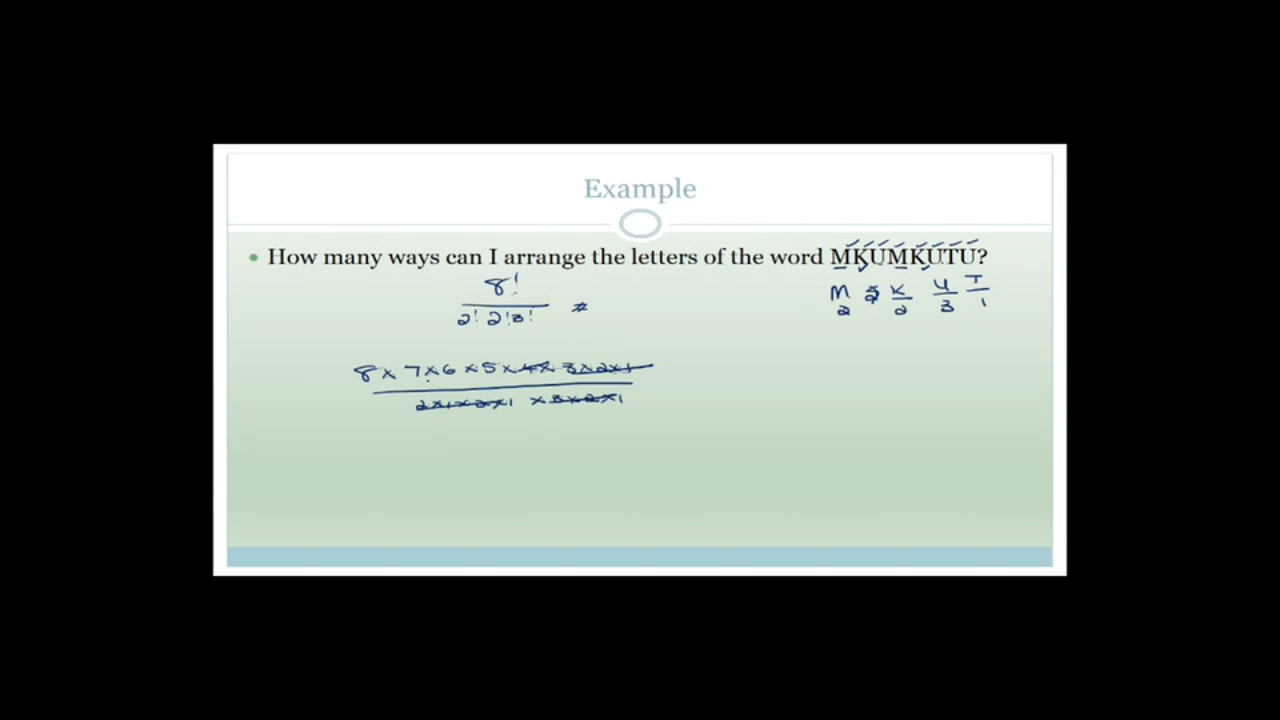 Example
• How many ways can I arrange the letters of the word MKUMKUTU?
8!
2! 2!3!
M K U T
2 2 3 1
8 × 7 × 6 × 5 × 4 × 3 × 2 × 1
2 × 1 × 2 × 1 × 3 × 2 × 1